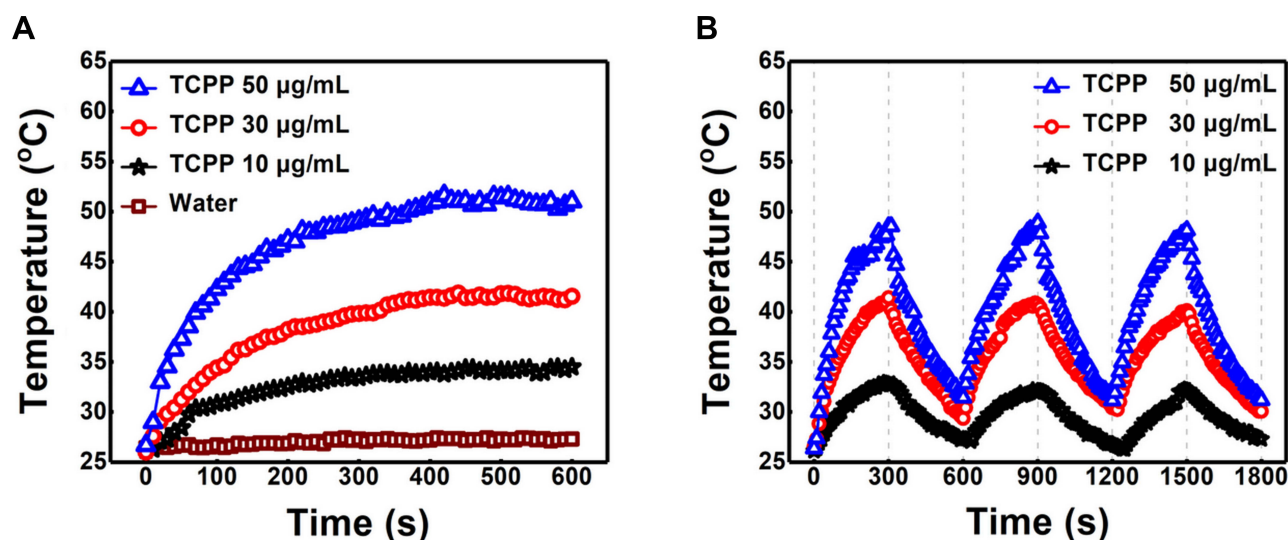 A
65
60
55
50
45
40
35
30
25
Temperature (°C)
TCPP 50 μg/mL
TCPP 30 μg/mL
TCPP 10 μg/mL
Water
0 100 200 300 400 500 600
Time (s)
B
65
60
55
50
45
40
35
30
25
Temperature (°C)
TCPP 50 μg/mL
TCPP 30 μg/mL
TCPP 10 μg/mL
0 300 600 900 1200 1500 1800
Time (s)